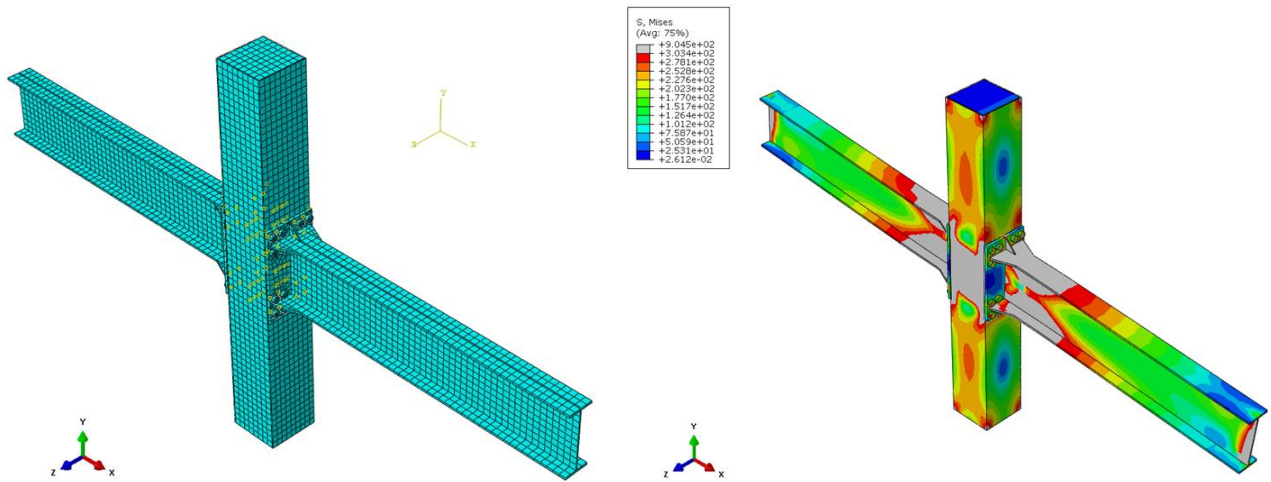 Y
Z
X
Y
Z
X
S, Mises
(Avg: 75%)
+9.045e+02
+3.034e+02
+2.781e+02
+2.528e+02
+2.276e+02
+2.023e+02
+1.770e+02
+1.517e+02
+1.264e+02
+1.012e+02
+7.587e+01
+5.059e+01
+2.531e+01
+2.612e-02
Y
Z
X